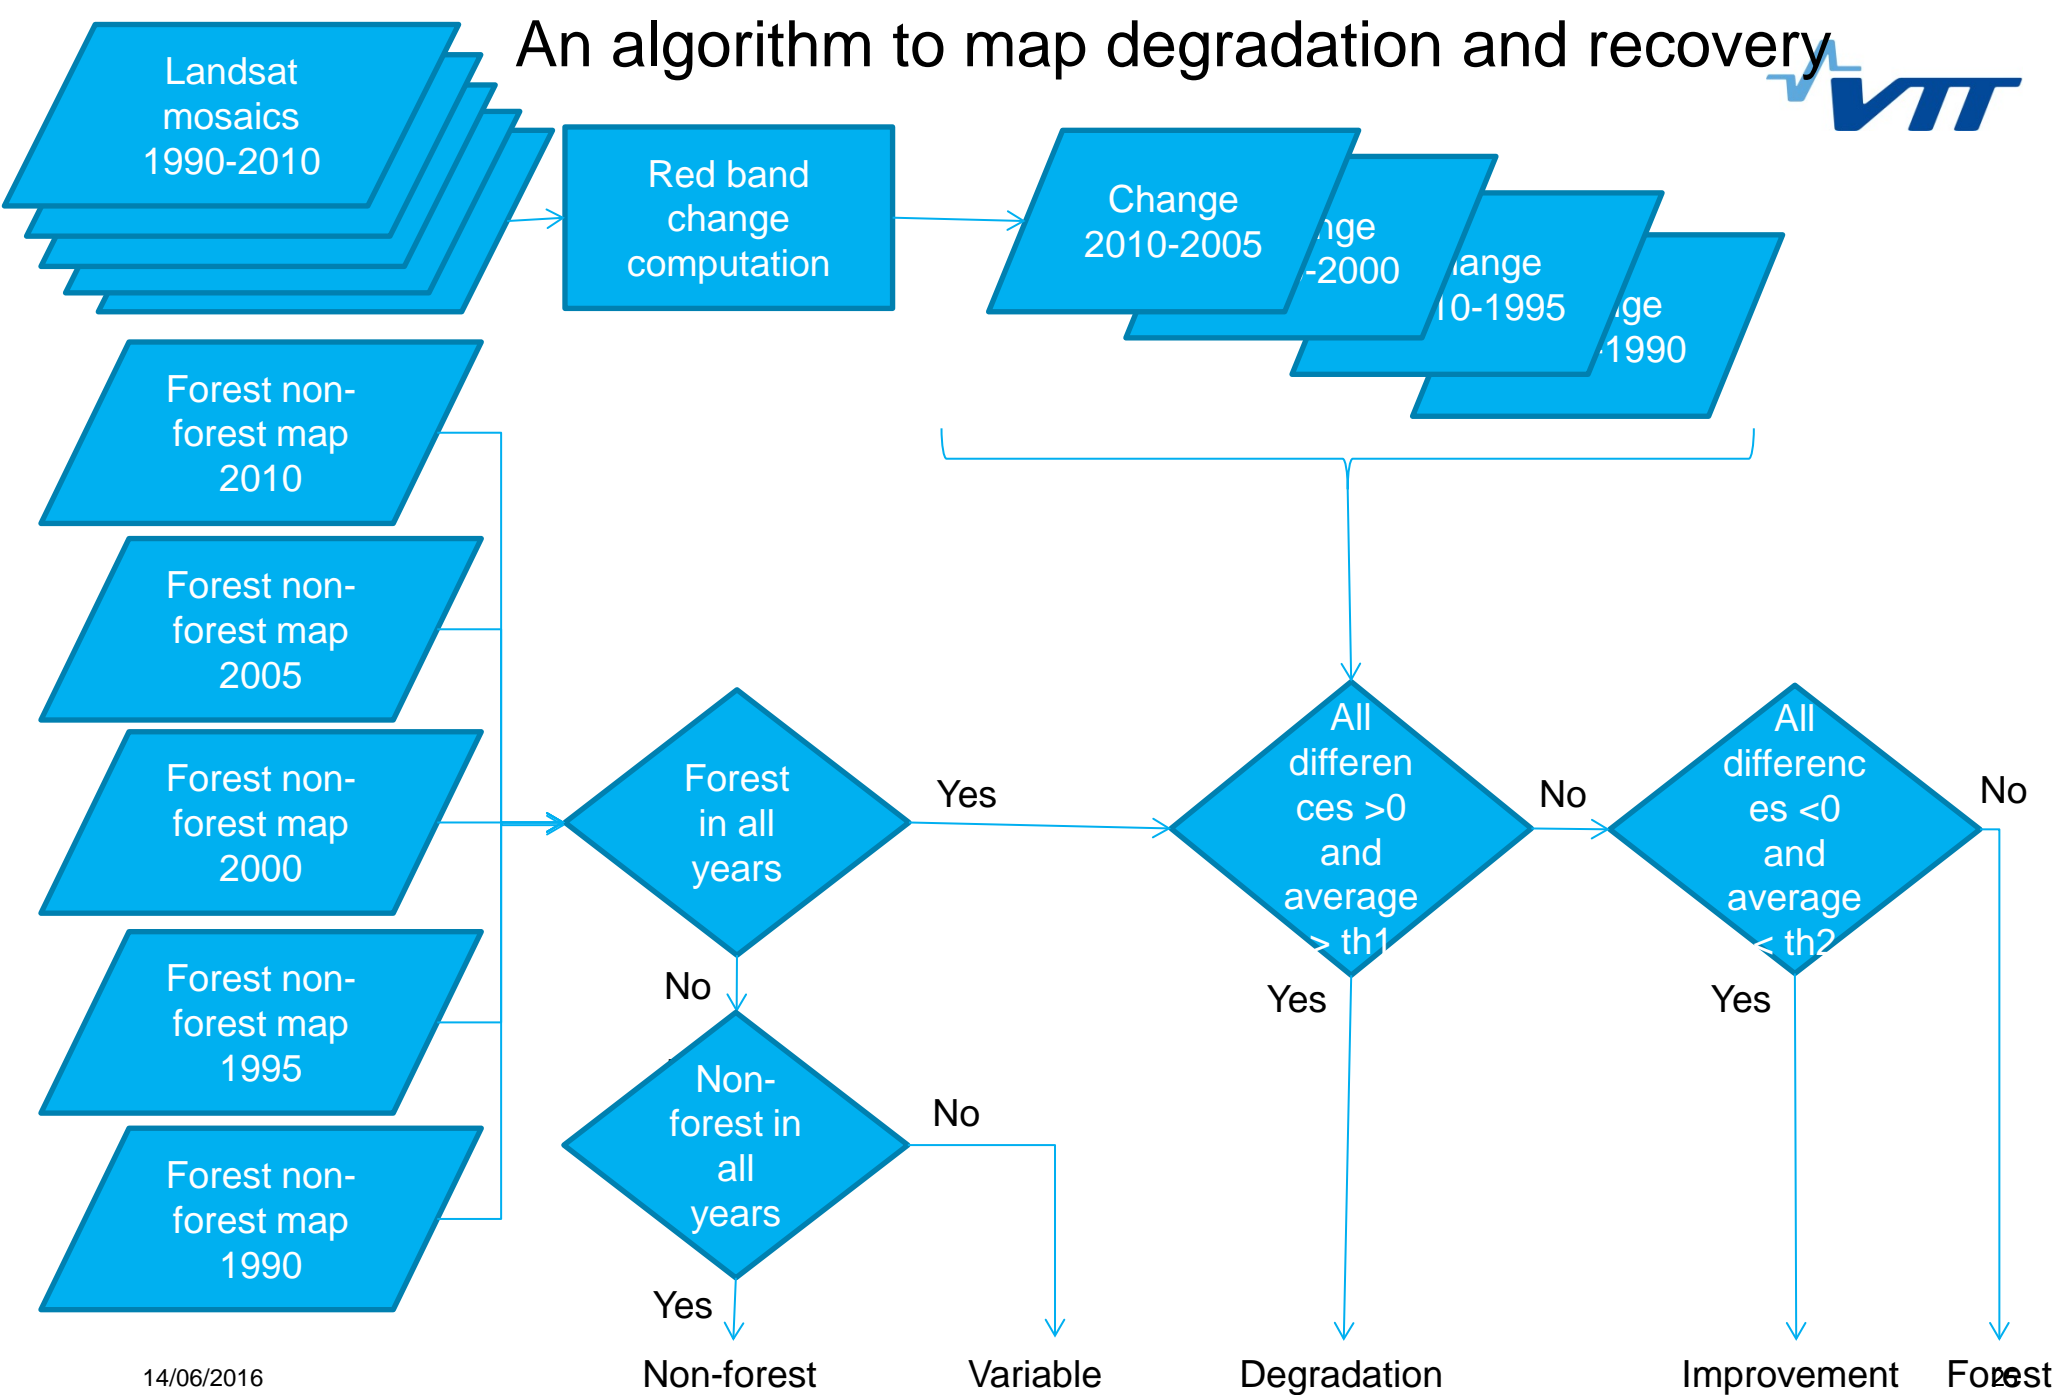 An algorithm to map degradation and recovery
VTT
Landsat
mosaics
1990-2010
Red band
change
computation
Change
2010-2005
nge
-2000
ange
10-1995
ge
-1990
Forest non-
forest map
2010
Forest non-
forest map
2005
Forest non-
forest map
2000
Forest non-
forest map
1995
Forest non-
forest map
1990
Forest
in all
years
Yes
No
Non-
forest in
all
years
No
Yes
All
differen
ces >0
and
average
> th1
No
Yes
All
differenc
es <0
and
average
< th2
No
Yes
Non-forest
Variable
Degradation
Improvement
Forest
14/06/2016